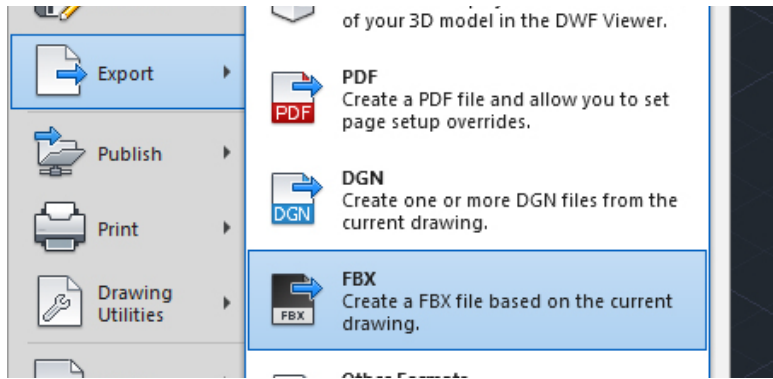 of your 3D model in the DWF Viewer.
Export
PDF
PDF
Create a PDF file and allow you to set
page setup overrides.
Publish
DGN
DGN
Create one or more DGN files from the
current drawing.
Print
FBX
FBX
Create a FBX file based on the current
drawing.
Drawing
Utilities
Other Formats